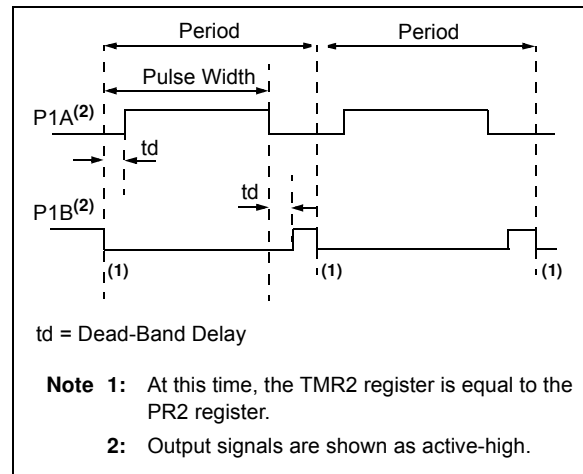 Period Period
Pulse Width
P1A(2)
td
td
P1B(2)
(1) (1) (1)
td = Dead-Band Delay
Note 1: At this time, the TMR2 register is equal to the
PR2 register.
2: Output signals are shown as active-high.